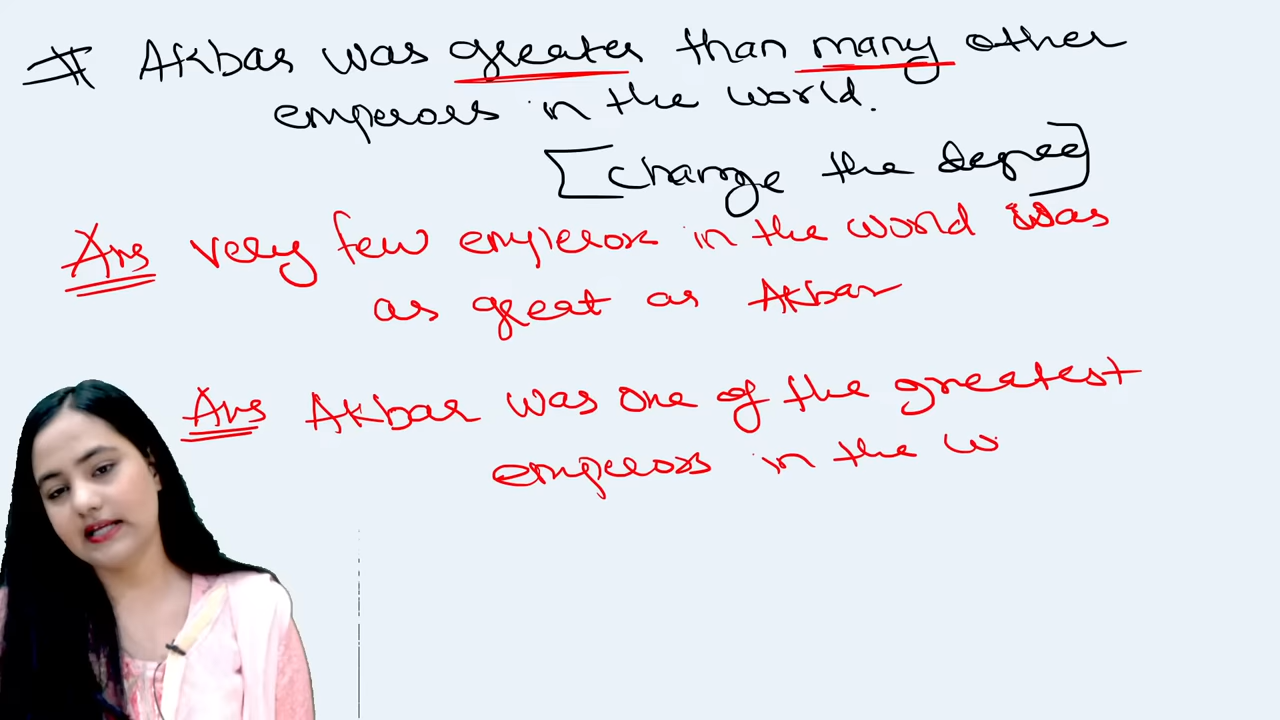 Akbar was greater than many other
emperors in the world.
[change the degree]
Ans very few emperor in the world was
as great as Akbar
Ans Akbar was one of the greatest
emperors in the w